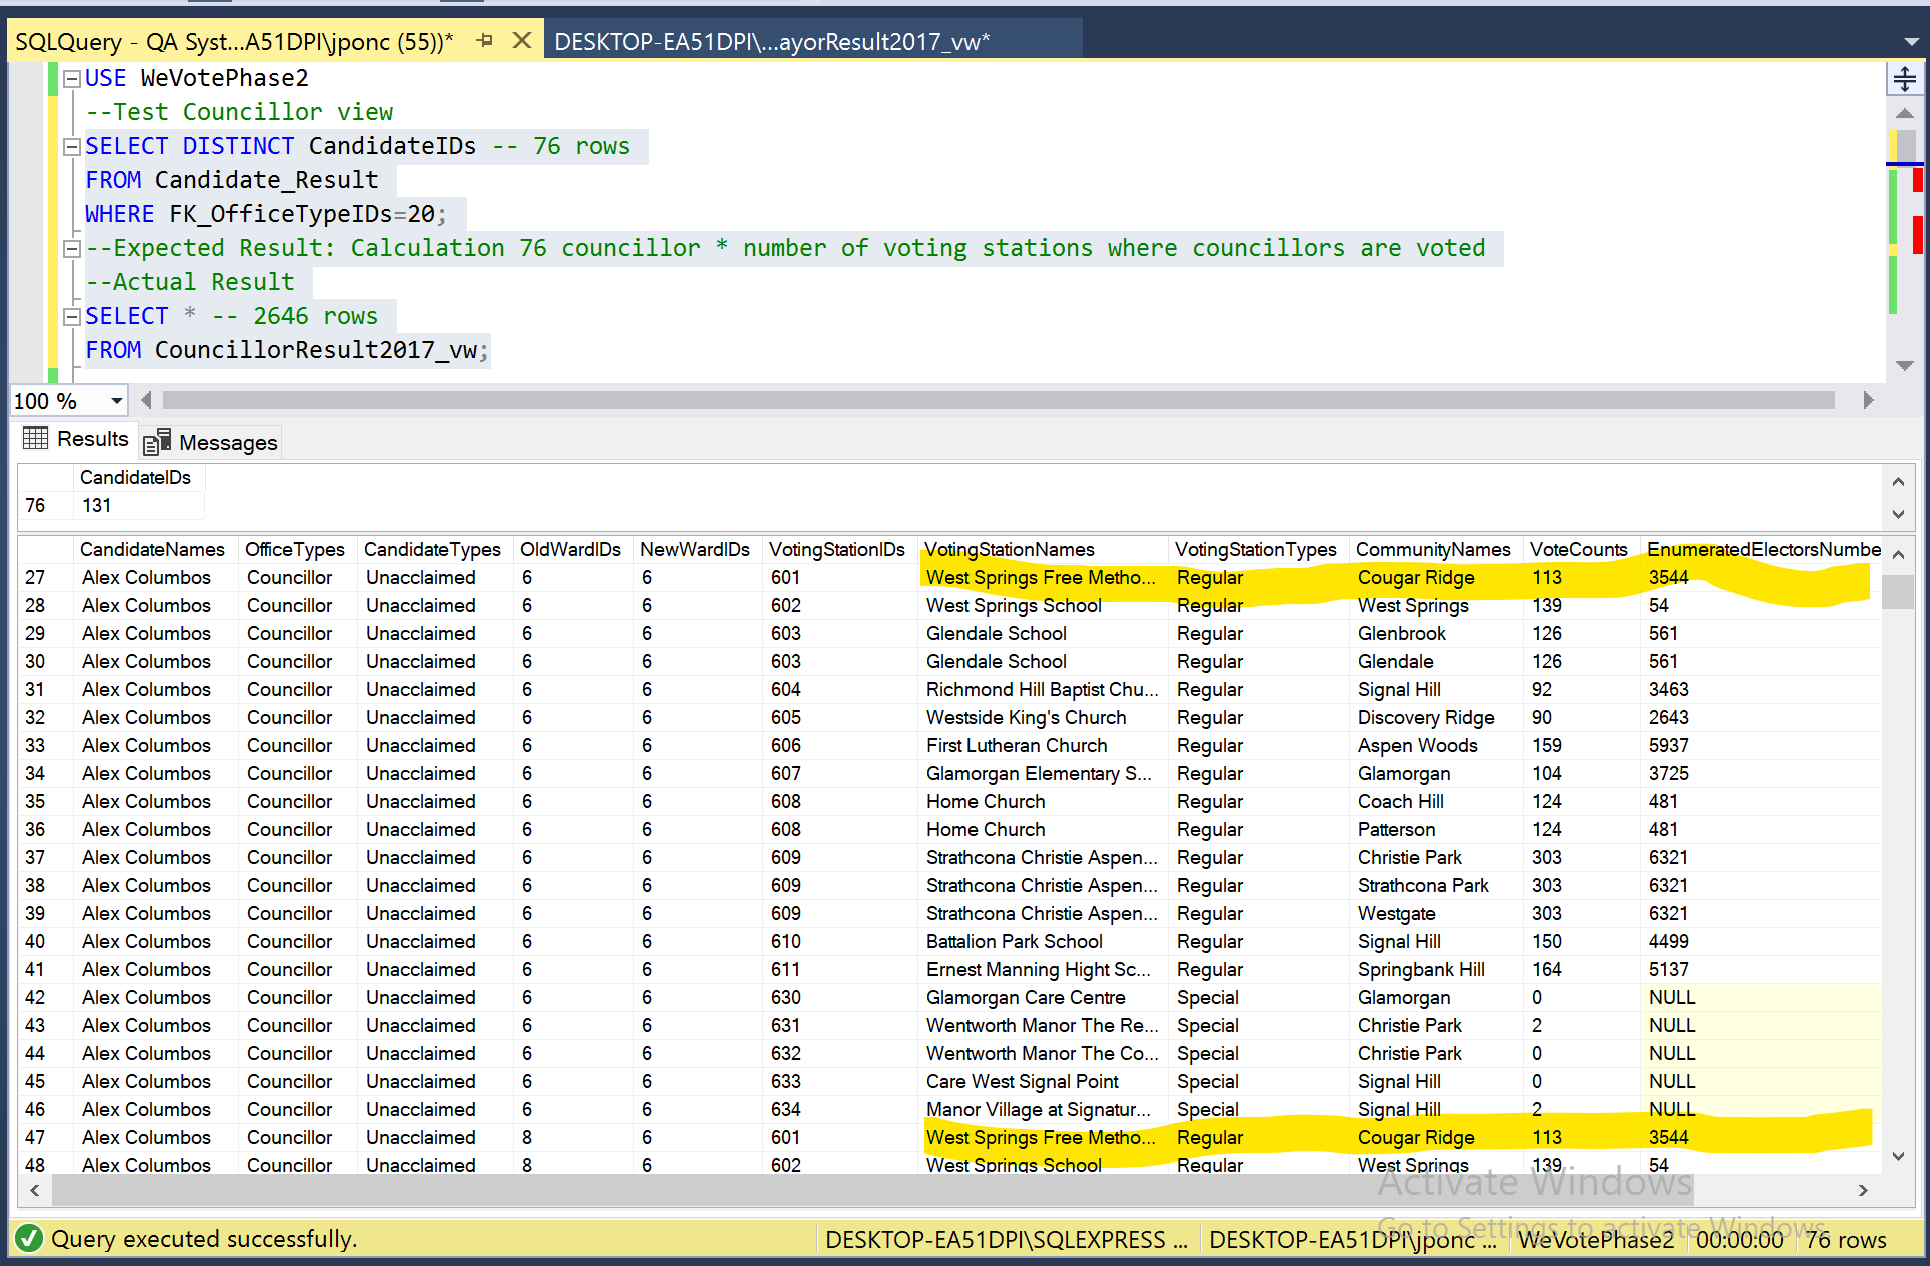 SQLQuery - QA Syst...A51DPI\jponc (55))*
DESKTOP-EA51DPI\...ayorResult2017_vw*
USE WeVotePhase2
--Test Councillor view
SELECT DISTINCT CandidateIDs -- 76 rows
FROM Candidate_Result
WHERE FK_OfficeTypeIDs=20;
--Expected Result: Calculation 76 councillor * number of voting stations where councillors are voted
--Actual Result
SELECT * -- 2646 rows
FROM CouncillorResult2017_vw;
100 %
Results Messages
CandidateIDs
76 131
CandidateNames OfficeTypes CandidateTypes OldWardIDs NewWardIDs VotingStationIDs VotingStationNames VotingStationTypes CommunityNames VoteCounts EnumeratedElectorsNumbe
27 Alex Columbos Councillor Unacclaimed 6 6 601 West Springs Free Metho... Regular Cougar Ridge 113 3544
28 Alex Columbos Councillor Unacclaimed 6 6 602 West Springs School Regular West Springs 139 54
29 Alex Columbos Councillor Unacclaimed 6 6 603 Glendale School Regular Glenbrook 126 561
30 Alex Columbos Councillor Unacclaimed 6 6 603 Glendale School Regular Glendale 126 561
31 Alex Columbos Councillor Unacclaimed 6 6 604 Richmond Hill Baptist Chu... Regular Signal Hill 92 3463
32 Alex Columbos Councillor Unacclaimed 6 6 605 Westside King's Church Regular Discovery Ridge 90 2643
33 Alex Columbos Councillor Unacclaimed 6 6 606 First Lutheran Church Regular Aspen Woods 159 5937
34 Alex Columbos Councillor Unacclaimed 6 6 607 Glamorgan Elementary S... Regular Glamorgan 104 3725
35 Alex Columbos Councillor Unacclaimed 6 6 608 Home Church Regular Coach Hill 124 481
36 Alex Columbos Councillor Unacclaimed 6 6 608 Home Church Regular Patterson 124 481
37 Alex Columbos Councillor Unacclaimed 6 6 609 Strathcona Christie Aspen... Regular Christie Park 303 6321
38 Alex Columbos Councillor Unacclaimed 6 6 609 Strathcona Christie Aspen... Regular Strathcona Park 303 6321
39 Alex Columbos Councillor Unacclaimed 6 6 609 Strathcona Christie Aspen... Regular Westgate 303 6321
40 Alex Columbos Councillor Unacclaimed 6 6 610 Battalion Park School Regular Signal Hill 150 4499
41 Alex Columbos Councillor Unacclaimed 6 6 611 Ernest Manning Hight Sc... Regular Springbank Hill 164 5137
42 Alex Columbos Councillor Unacclaimed 6 6 630 Glamorgan Care Centre Special Glamorgan 0 NULL
43 Alex Columbos Councillor Unacclaimed 6 6 631 Wentworth Manor The Re... Special Christie Park 2 NULL
44 Alex Columbos Councillor Unacclaimed 6 6 632 Wentworth Manor The Co... Special Christie Park 0 NULL
45 Alex Columbos Councillor Unacclaimed 6 6 633 Care West Signal Point Special Signal Hill 0 NULL
46 Alex Columbos Councillor Unacclaimed 6 6 634 Manor Village at Signatur... Special Signal Hill 2 NULL
47 Alex Columbos Councillor Unacclaimed 8 6 601 West Springs Free Metho... Regular Cougar Ridge 113 3544
48 Alex Columbos Councillor Unacclaimed 8 6 602 West Springs School Regular West Springs 139 54
Activate Windows
Go to Settings to activate Windows.
Query executed successfully. DESKTOP-EA51DPI\SQLEXPRESS ... DESKTOP-EA51DPI\jponc ... WeVotePhase2 00:00:00 76 rows